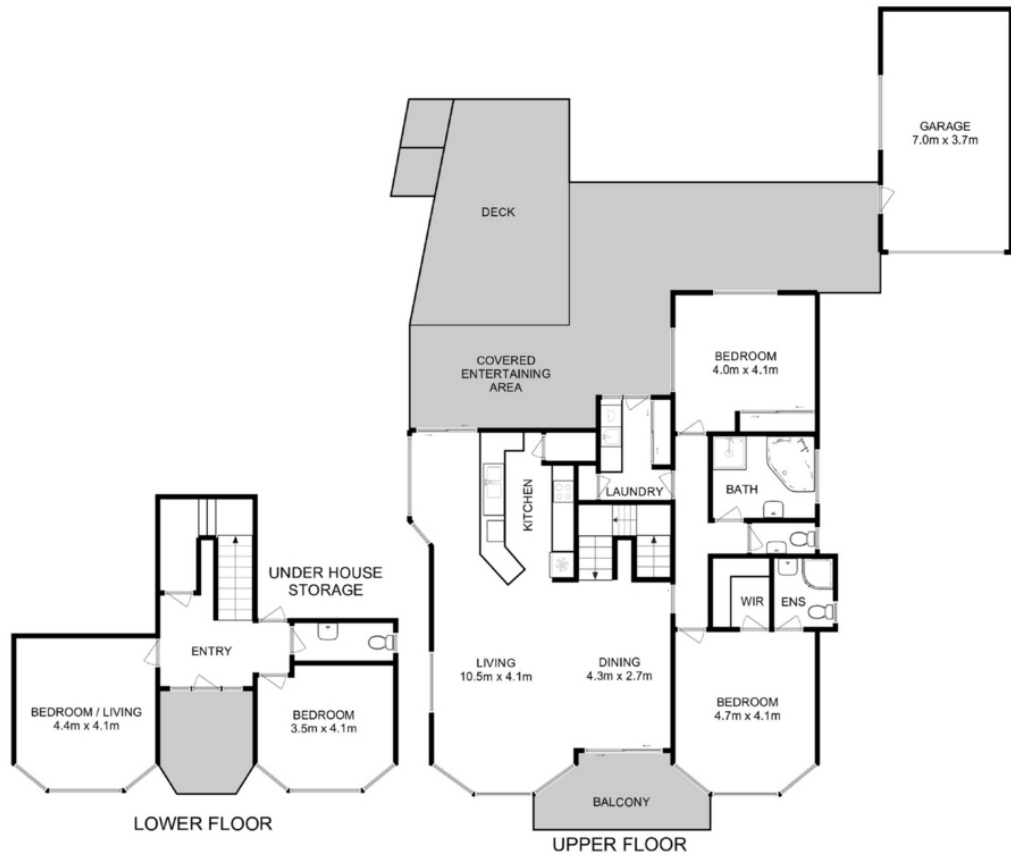 GARAGE
7.0m x 3.7m
DECK
COVERED
ENTERTAINING
AREA
BEDROOM
4.0m x 4.1m
KITCHEN
LAUNDRY
BATH
UNDER HOUSE
STORAGE
WIR
ENS
ENTRY
LIVING
10.5m x 4.1m
DINING
4.3m x 2.7m
BEDROOM / LIVING
4.4m x 4.1m
BEDROOM
3.5m x 4.1m
BEDROOM
4.7m x 4.1m
BALCONY
LOWER FLOOR
UPPER FLOOR